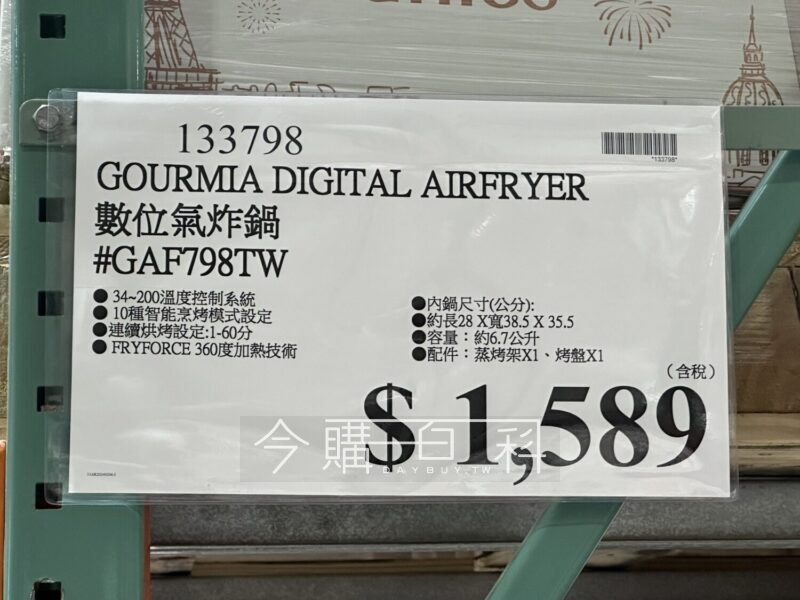 133798
*133798*
GOURMIA DIGITAL AIRFRYER
數位氣炸鍋
#GAF798TW
● 34~200溫度控制系統
● 10種智能烹烤模式設定
●連續烘烤設定:1-60分
● FRYFORCE 360度加熱技術
●內鍋尺寸(公分):
●約長28 X寬38.5 X 35.5
●容量：約6.7公升
●配件：蒸烤架X1、烤盤X1
（含稅）
$ 1,589
今購百科
DAYBUY.TW